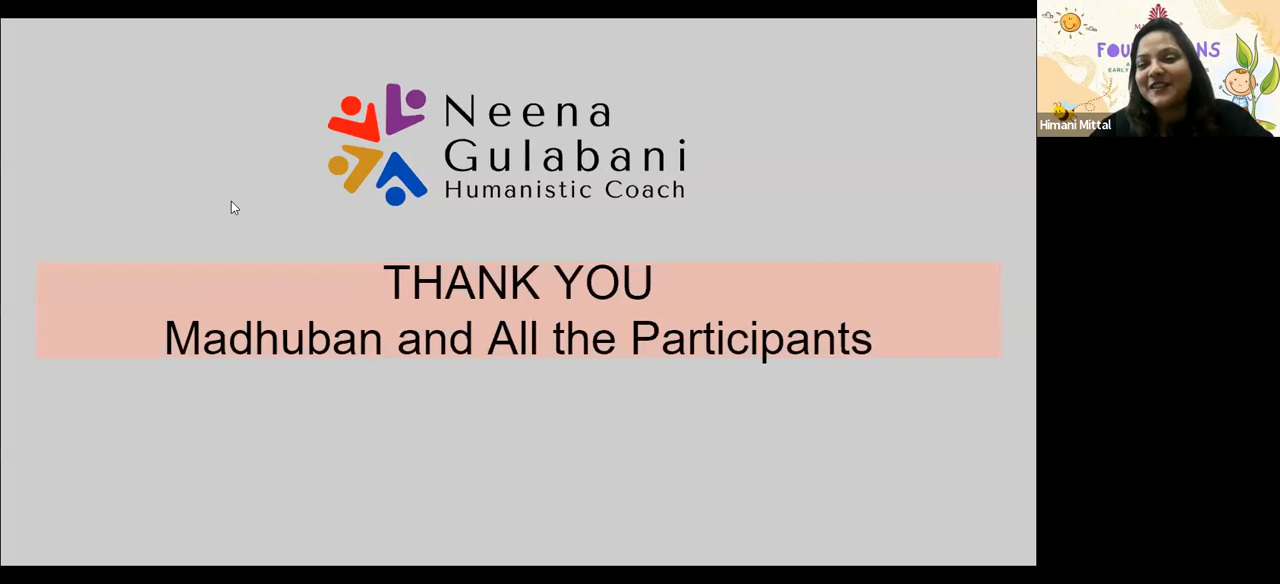 Neena
Gulabani
Humanistic Coach
THANK YOU
Madhuban and All the Participants
Himani Mittal